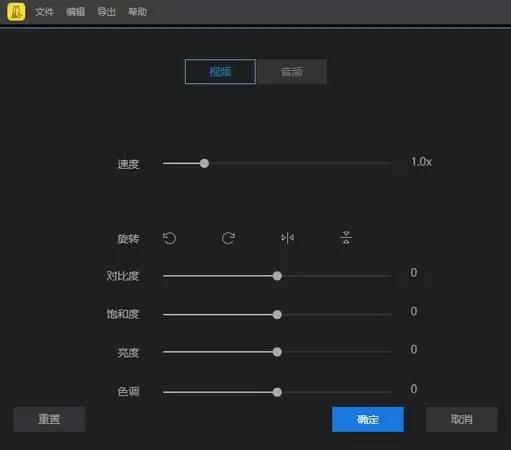 文件 编辑 导出 帮助
视频 音频
速度 1.0x
旋转
对比度 0
饱和度 0
亮度 0
色调 0
重置 确定 取消